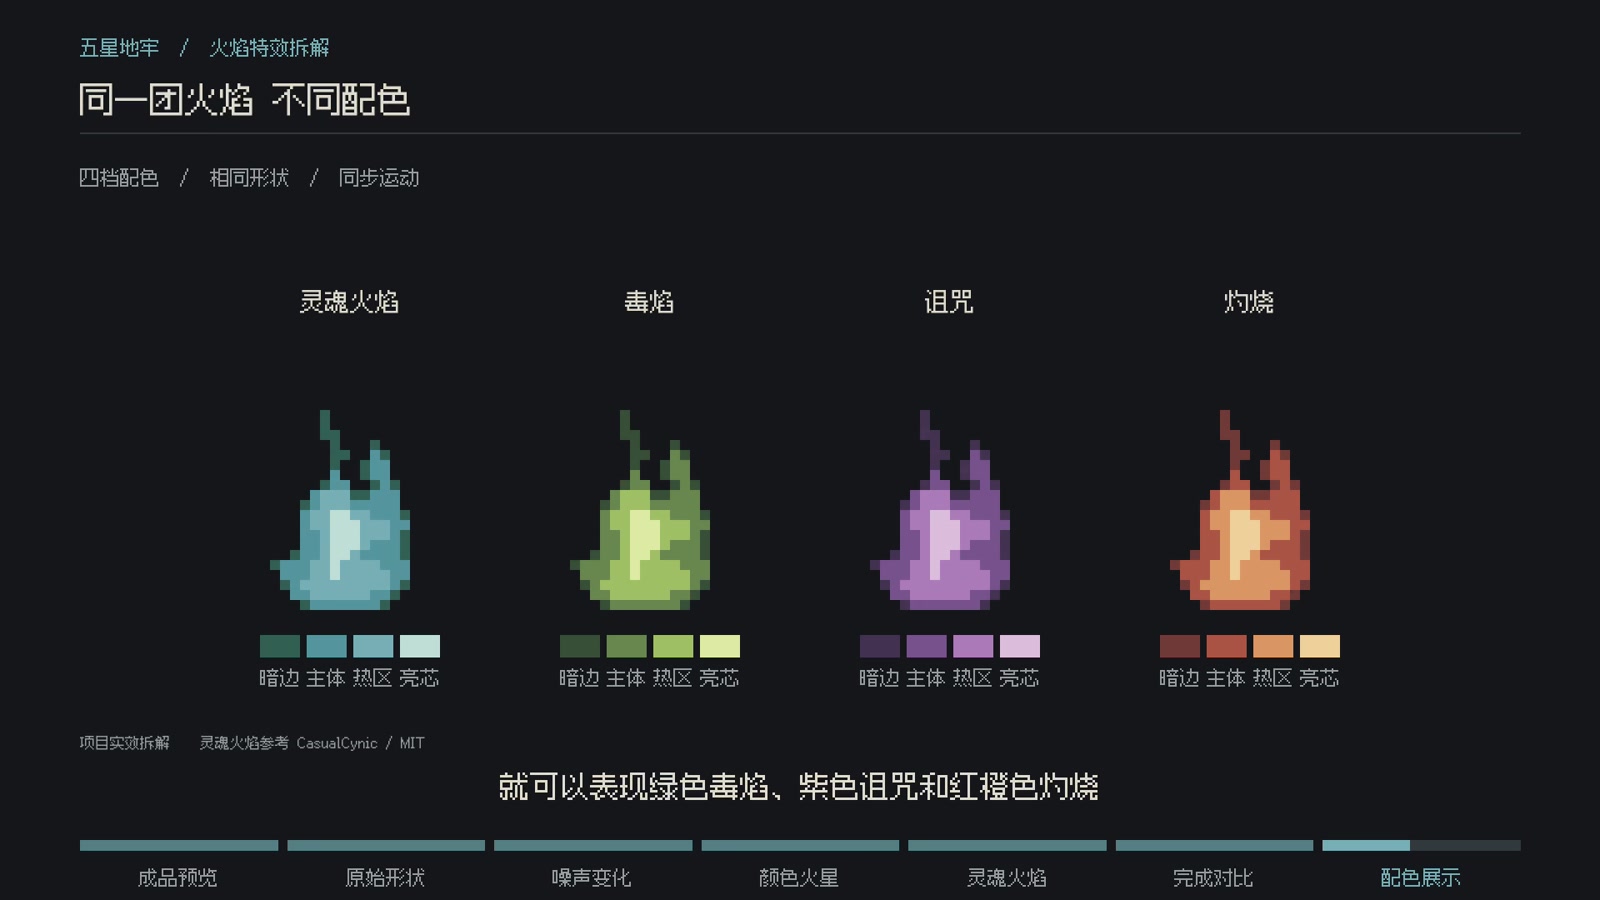 五星地牢 / 火焰特效拆解
同一团火焰 不同配色
四档配色 / 相同形状 / 同步运动
灵魂火焰 毒焰 诅咒 灼烧
暗边 主体 热区 亮芯 暗边 主体 热区 亮芯 暗边 主体 热区 亮芯 暗边 主体 热区 亮芯
项目实效拆解 灵魂火焰参考 CasualCynic / MIT
就可以表现绿色毒焰、紫色诅咒和红橙色灼烧
成品预览 原始形状 噪声变化 颜色火星 灵魂火焰 完成对比 配色展示